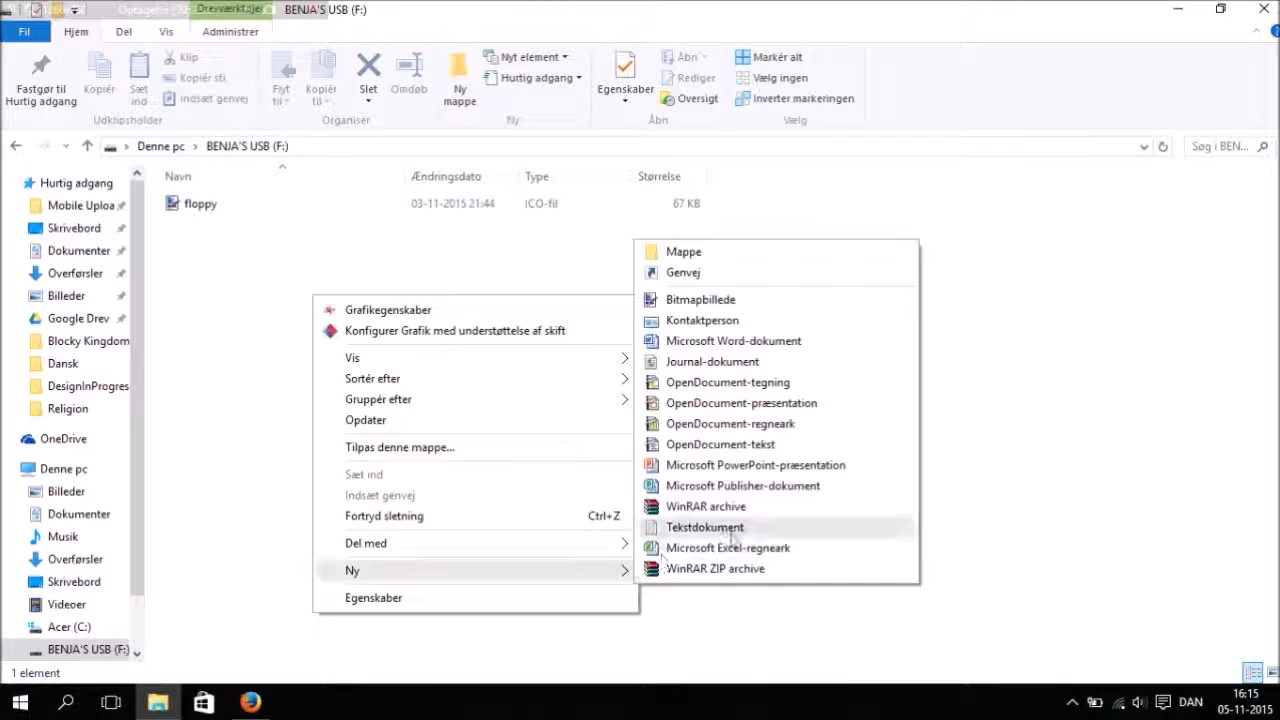 Drevværktøjer BENJA'S USB (F:)
Fil Hjem Del Vis Administrer
Fastgør til Hurtig adgang
Kopiér
Sæt ind
Klip
Kopiér sti
Indsæt genvej
Udklipsholder
Flyt til
Kopiér til
Slet
Omdøb
Organiser
Ny mappe
Nyt element
Hurtig adgang
Ny
Egenskaber
Åbn
Rediger
Oversigt
Åbn
Markér alt
Vælg ingen
Inverter markeringen
Vælg
Denne pc BENJA'S USB (F:) Søg i BEN...
Navn Ændringsdato Type Størrelse
floppy 03-11-2015 21:44 ICO-fil 67 KB
Hurtig adgang
Mobile Uploa
Skrivebord
Dokumenter
Overførsler
Billeder
Google Drev
Blocky Kingdom
Dansk
DesignInProgres
Religion
OneDrive
Denne pc
Billeder
Dokumenter
Musik
Overførsler
Skrivebord
Videoer
Acer (C:)
BENJA'S USB (F:)
Grafikegenskaber
Konfigurer Grafik med understøttelse af skift
Vis
Sortér efter
Gruppér efter
Opdater
Tilpas denne mappe...
Sæt ind
Indsæt genvej
Fortryd sletning Ctrl+Z
Del med
Ny
Egenskaber
Mappe
Genvej
Bitmapbillede
Kontaktperson
Microsoft Word-dokument
Journal-dokument
OpenDocument-tegning
OpenDocument-præsentation
OpenDocument-regneark
OpenDocument-tekst
Microsoft PowerPoint-præsentation
Microsoft Publisher-dokument
WinRAR archive
Tekstdokument
Microsoft Excel-regneark
WinRAR ZIP archive
1 element
DAN
16:15
05-11-2015